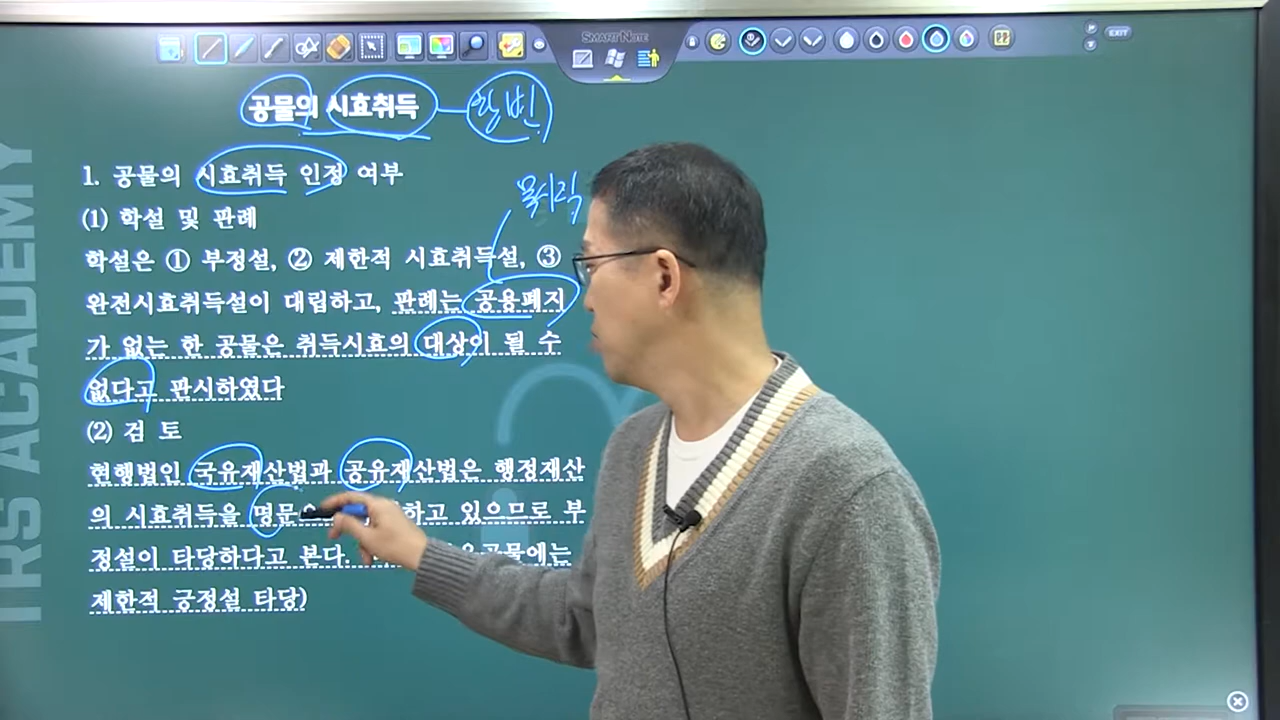 SMART NOTE
EXIT
공물의 시효취득
1. 공물의 시효취득 인정 여부
(1) 학설 및 판례
학설은 ① 부정설, ② 제한적 시효취득설, ③
완전시효취득설이 대립하고, 판례는 공용폐지
가 없는 한 공물은 취득시효의 대상이 될 수
없다고 판시하였다
(2) 검 토
현행법인 국유재산법과 공유재산법은 행정재산
의 시효취득을 명문 하고 있으므로 부
정설이 타당하다고 본다. 공물에는
제한적 긍정설 타당)
TRS ACADEMY